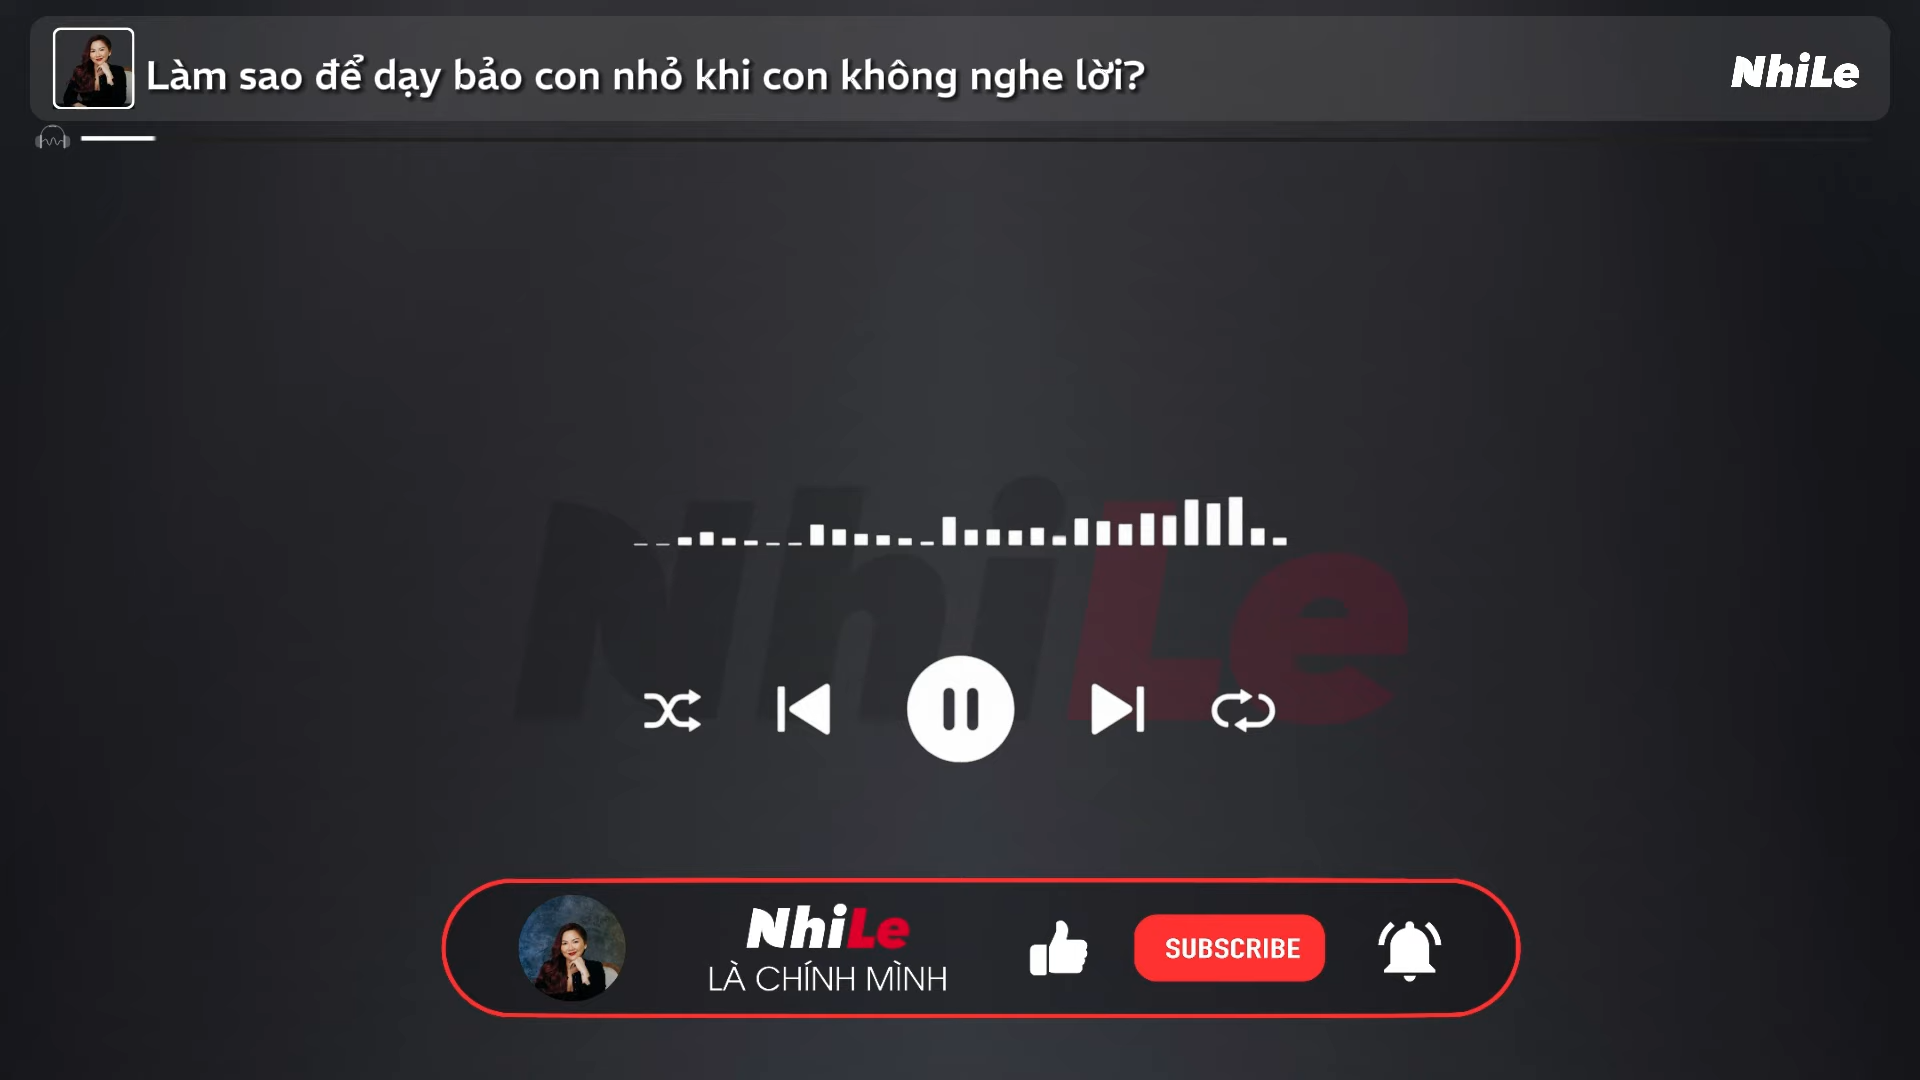 Làm sao để dạy bảo con nhỏ khi con không nghe lời?
NhiLe
NhiLe
NhiLe
LÀ CHÍNH MÌNH
SUBSCRIBE